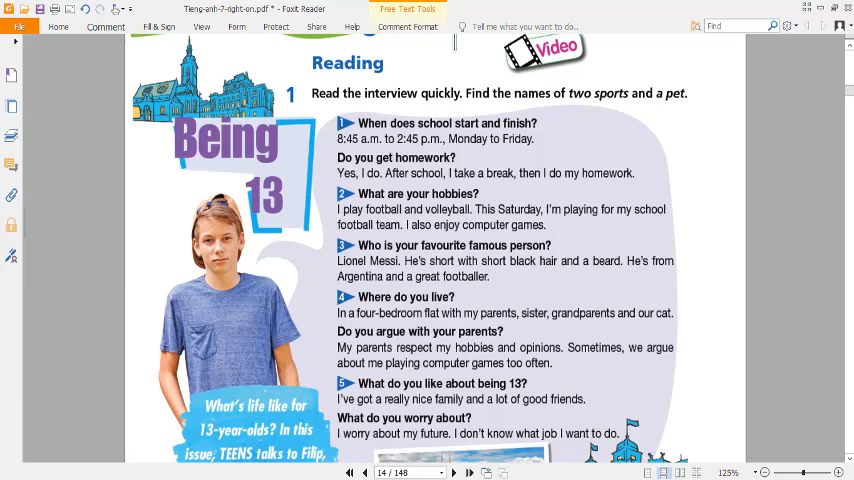 Tieng-anh-7-right-on.pdf * - Foxit Reader
Free Text Tools
File
Home
Comment
Fill & Sign
View
Form
Protect
Share
Help
Comment Format
Tell me what you want to do...
Find
Video
Reading
1 Read the interview quickly. Find the names of two sports and a pet.
Being
13
1 When does school start and finish?
8:45 a.m. to 2:45 p.m., Monday to Friday.
Do you get homework?
Yes, I do. After school, I take a break, then I do my homework.
2 What are your hobbies?
I play football and volleyball. This Saturday, I'm playing for my school
football team. I also enjoy computer games.
3 Who is your favourite famous person?
Lionel Messi. He's short with short black hair and a beard. He's from
Argentina and a great footballer.
4 Where do you live?
In a four-bedroom flat with my parents, sister, grandparents and our cat.
Do you argue with your parents?
My parents respect my hobbies and opinions. Sometimes, we argue
about me playing computer games too often.
5 What do you like about being 13?
I've got a really nice family and a lot of good friends.
What do you worry about?
I worry about my future. I don't know what job I want to do.
What's life like for
13-year-olds? In this
issue, TEENS talks to Filip,
14 / 148
125%